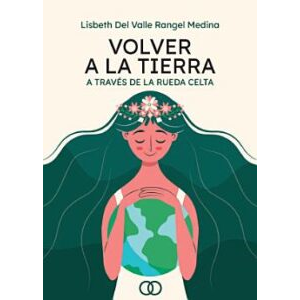 Lisbeth Del Valle Rangel Medina
VOLVER
A LA TIERRA
A TRAVÉS DE LA RUEDA CELTA